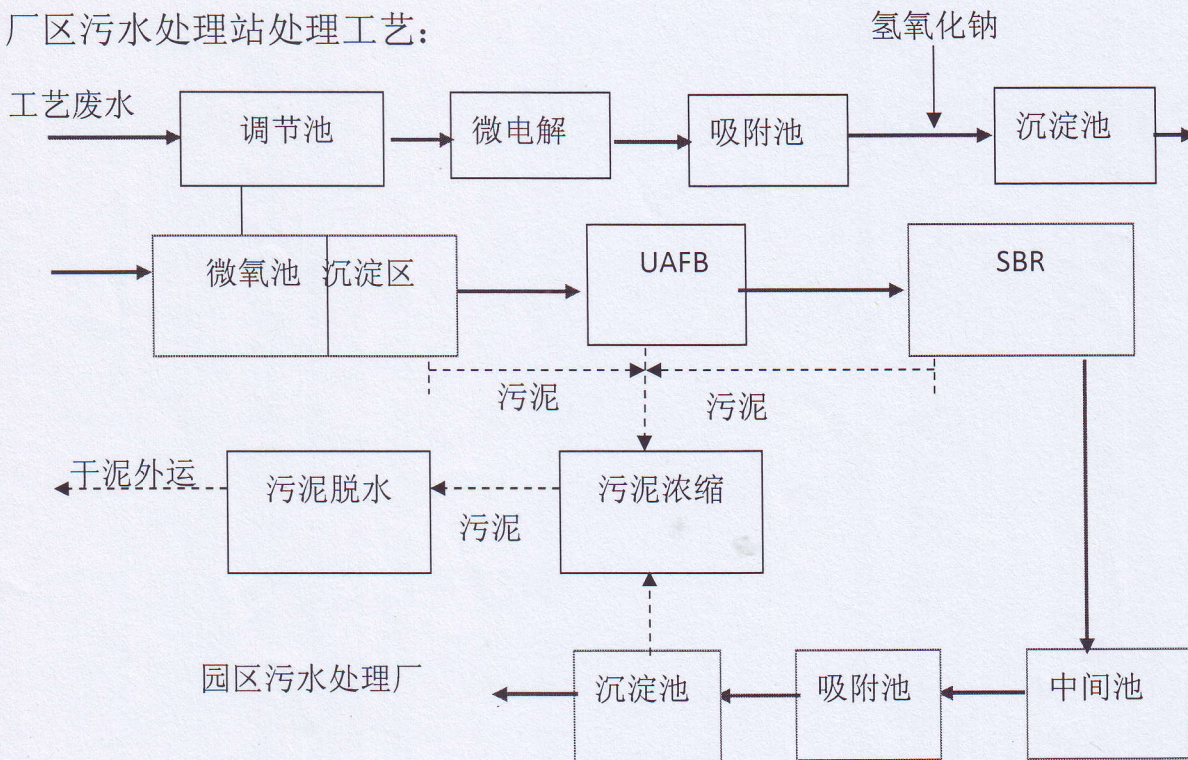 厂区污水处理站处理工艺：
氢氧化钠
工艺废水
调节池
微电解
吸附池
沉淀池
微氧池
沉淀区
UAFB
SBR
污泥
污泥
干泥外运
污泥脱水
污泥
污泥浓缩
园区污水处理厂
沉淀池
吸附池
中间池